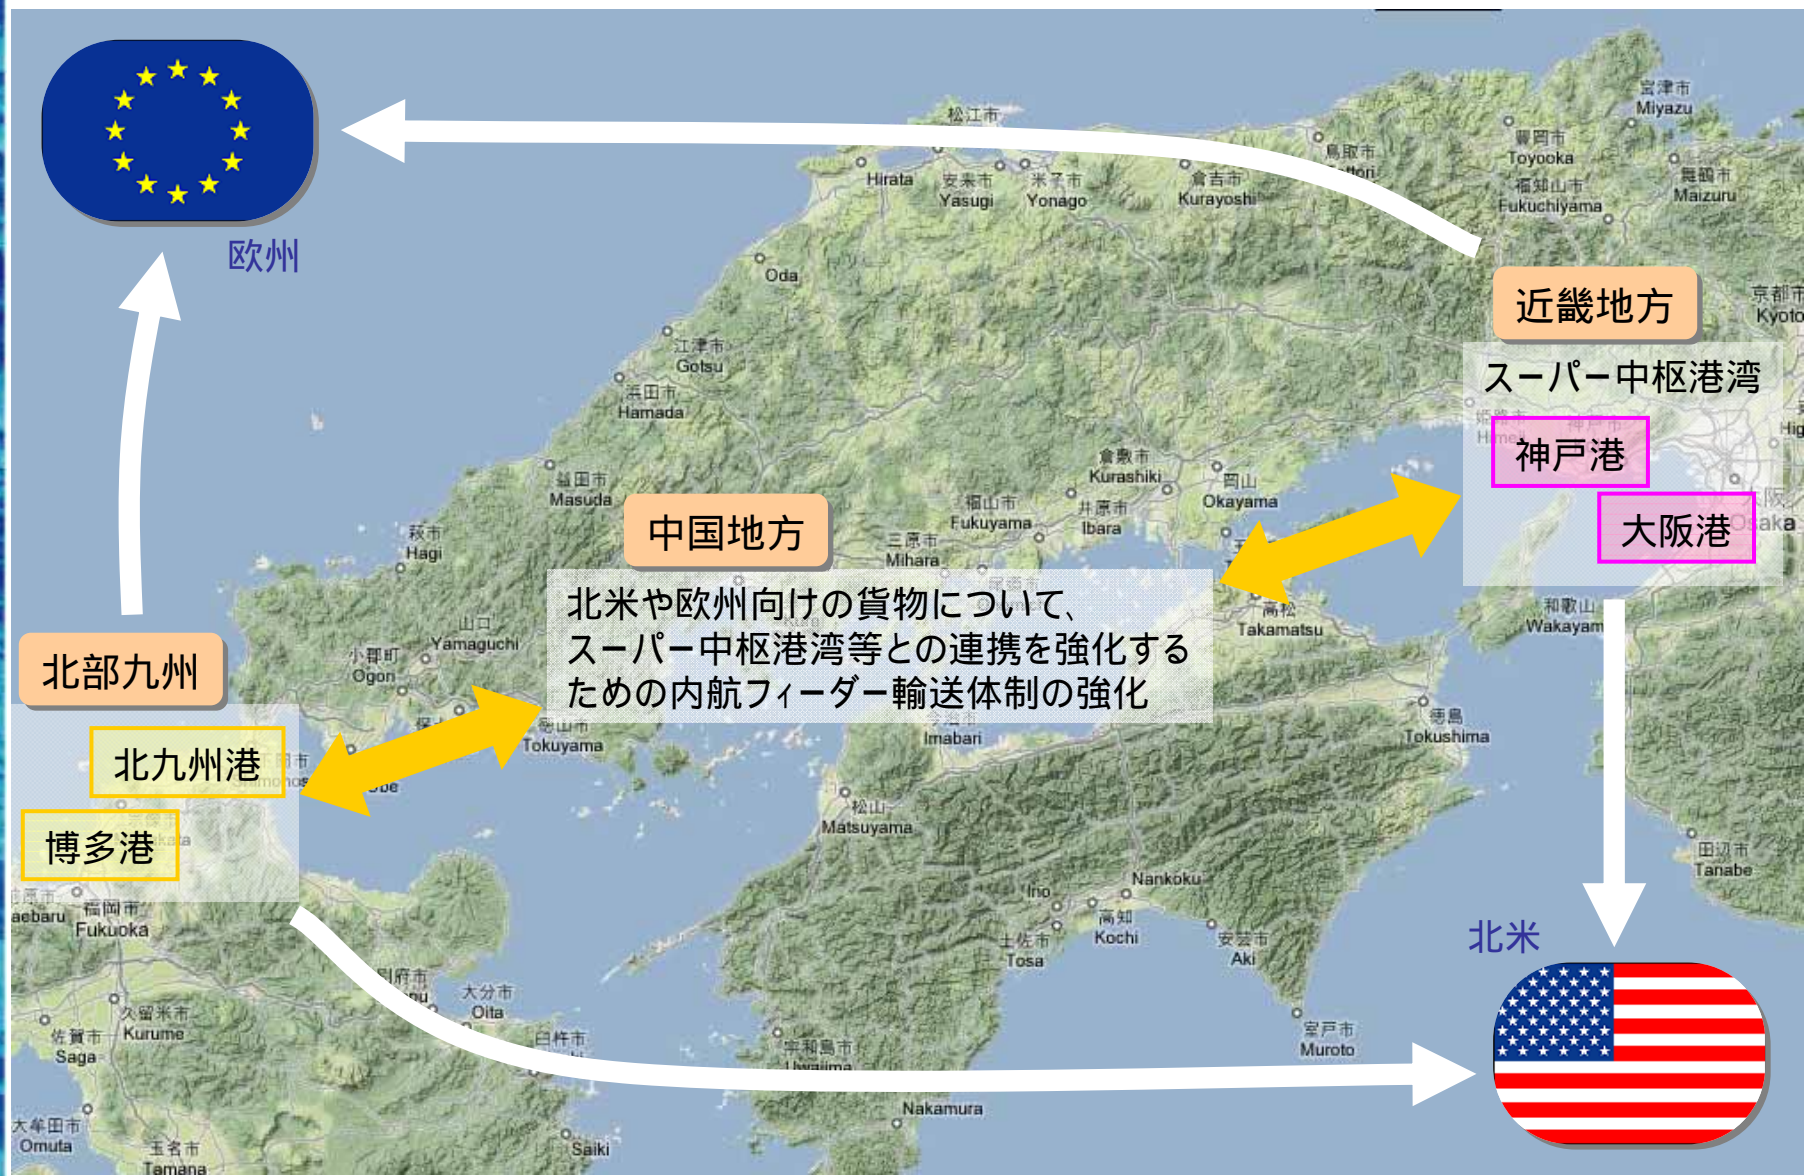 欧州
近畿地方
スーパー中枢港湾
神戸港
大阪港
中国地方
北米や欧州向けの貨物について、
スーパー中枢港湾等との連携を強化する
ための内航フィーダー輸送体制の強化
北部九州
北九州港
博多港
北米
松江市
Hirata
安来市
Yasugi
米子市
Yonago
倉吉市
Kurayoshi
鳥取市
豊岡市
Toyooka
福知山市
Fukuchiyama
宮津市
Miyazu
舞鶴市
Maizuru
京都市
Kyoto
Oda
江津市
Gotsu
浜田市
Hamada
益田市
Masuda
萩市
Hagi
山口
Yamaguchi
小郡町
Ogori
Tokuyama
三原市
Mihara
福山市
Fukuyama
井原市
Ibara
倉敷市
Kurashiki
岡山
Okayama
高松
Takamatsu
Osaka
和歌山
Wakayam
徳島
Tokushima
Imabari
松山
Matsuyama
田辺市
Tanabe
Ino
Nankoku
高知
Kochi
土佐市
Tosa
安芸市
Aki
室戸市
Muroto
宇和島市
Uwajima
Nakamura
aebaru
福岡市
Fukuoka
別府市
大分市
Oita
臼杵市
久留米市
Kurume
佐賀市
Saga
大牟田市
Omuta
玉名市
Tamana
Saiki